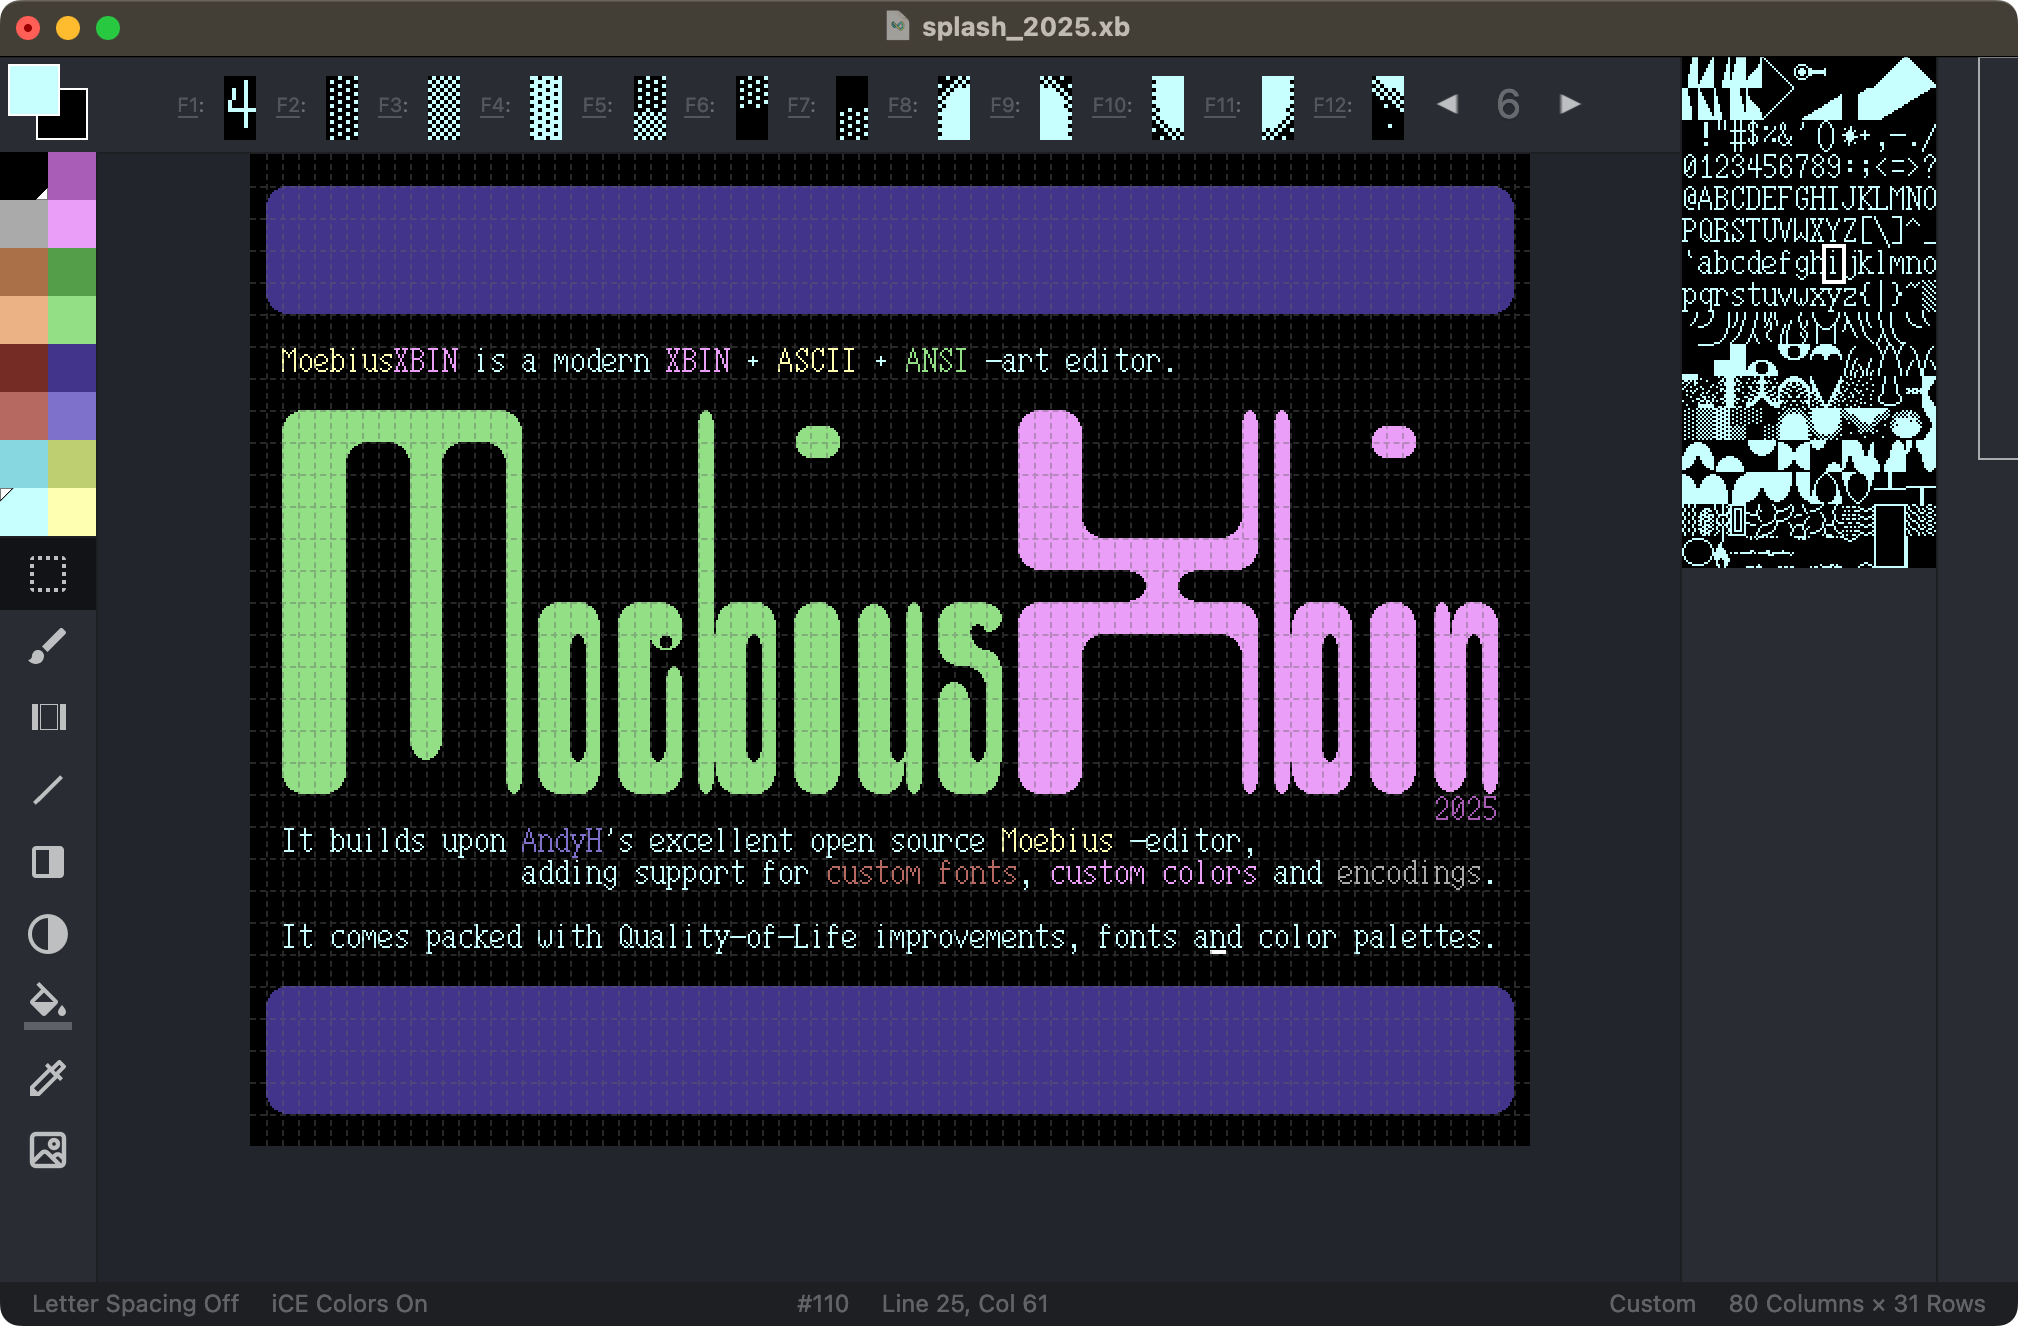 splash_2025.xb
F1: F2: F3: F4: F5: F6: F7: F8: F9: F10: F11: F12: 6
!"#$%&'()*+,-./
0123456789:;<=>?
@ABCDEFGHIJKLMNO
PQRSTUVWXYZ[\]^_
'abcdefghijklmno
pqrstuvwxyz{|}~
MoebiusXBIN is a modern XBIN + ASCII + ANSI -art editor.
MoebiusXbin
2025
It builds upon AndyH's excellent open source Moebius -editor,
adding support for custom fonts, custom colors and encodings.
It comes packed with Quality-of-Life improvements, fonts and color palettes.
Letter Spacing Off iCE Colors On #110 Line 25, Col 61 Custom 80 Columns × 31 Rows